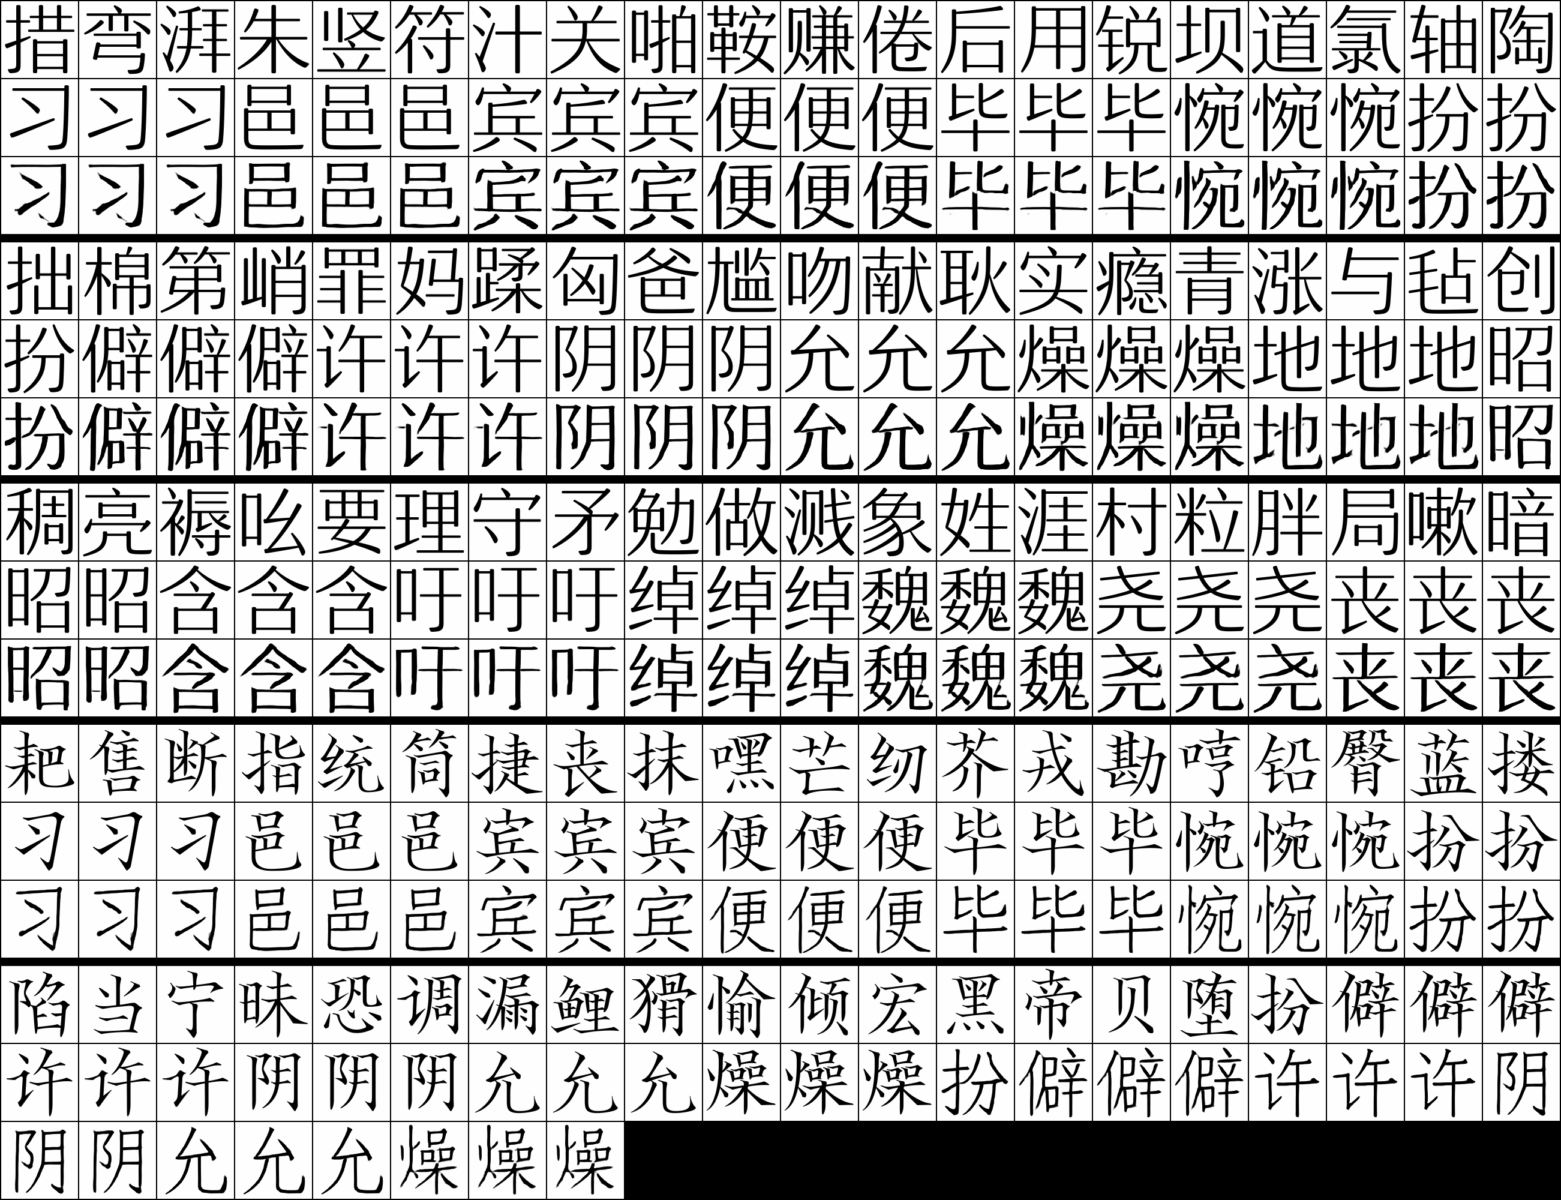 措弯湃朱竖符汁关啪鞍赚倦后用锐坝道氯轴陶
习习习邑邑邑宾宾宾便便便毕毕毕惋惋惋扮扮
习习习邑邑邑宾宾宾便便便毕毕毕惋惋惋扮扮
拙棉第峭罪妈蹂匈爸尴吻献耿实瘾青涨与毡创
扮僻僻僻许许许阴阴阴允允允燥燥燥地地地昭
扮僻僻僻许许许阴阴阴允允允燥燥燥地地地昭
稠亮褥吆要理守矛勉做溅象姓涯村粒胖局嗽暗
昭昭含含含吁吁吁绰绰绰魏魏魏尧尧尧丧丧丧
昭昭含含含吁吁吁绰绰绰魏魏魏尧尧尧丧丧丧
耙售断指统筒捷丧抹嘿芒纫芥戎勘哼铅臀蓝搂
习习习邑邑邑宾宾宾便便便毕毕毕惋惋惋扮扮
习习习邑邑邑宾宾宾便便便毕毕毕惋惋惋扮扮
陷当宁昧恐调漏鲤猾愉倾宏黑帝贝堕扮僻僻僻
许许许阴阴阴允允允燥燥燥扮僻僻僻许许许阴
阴阴允允允燥燥燥